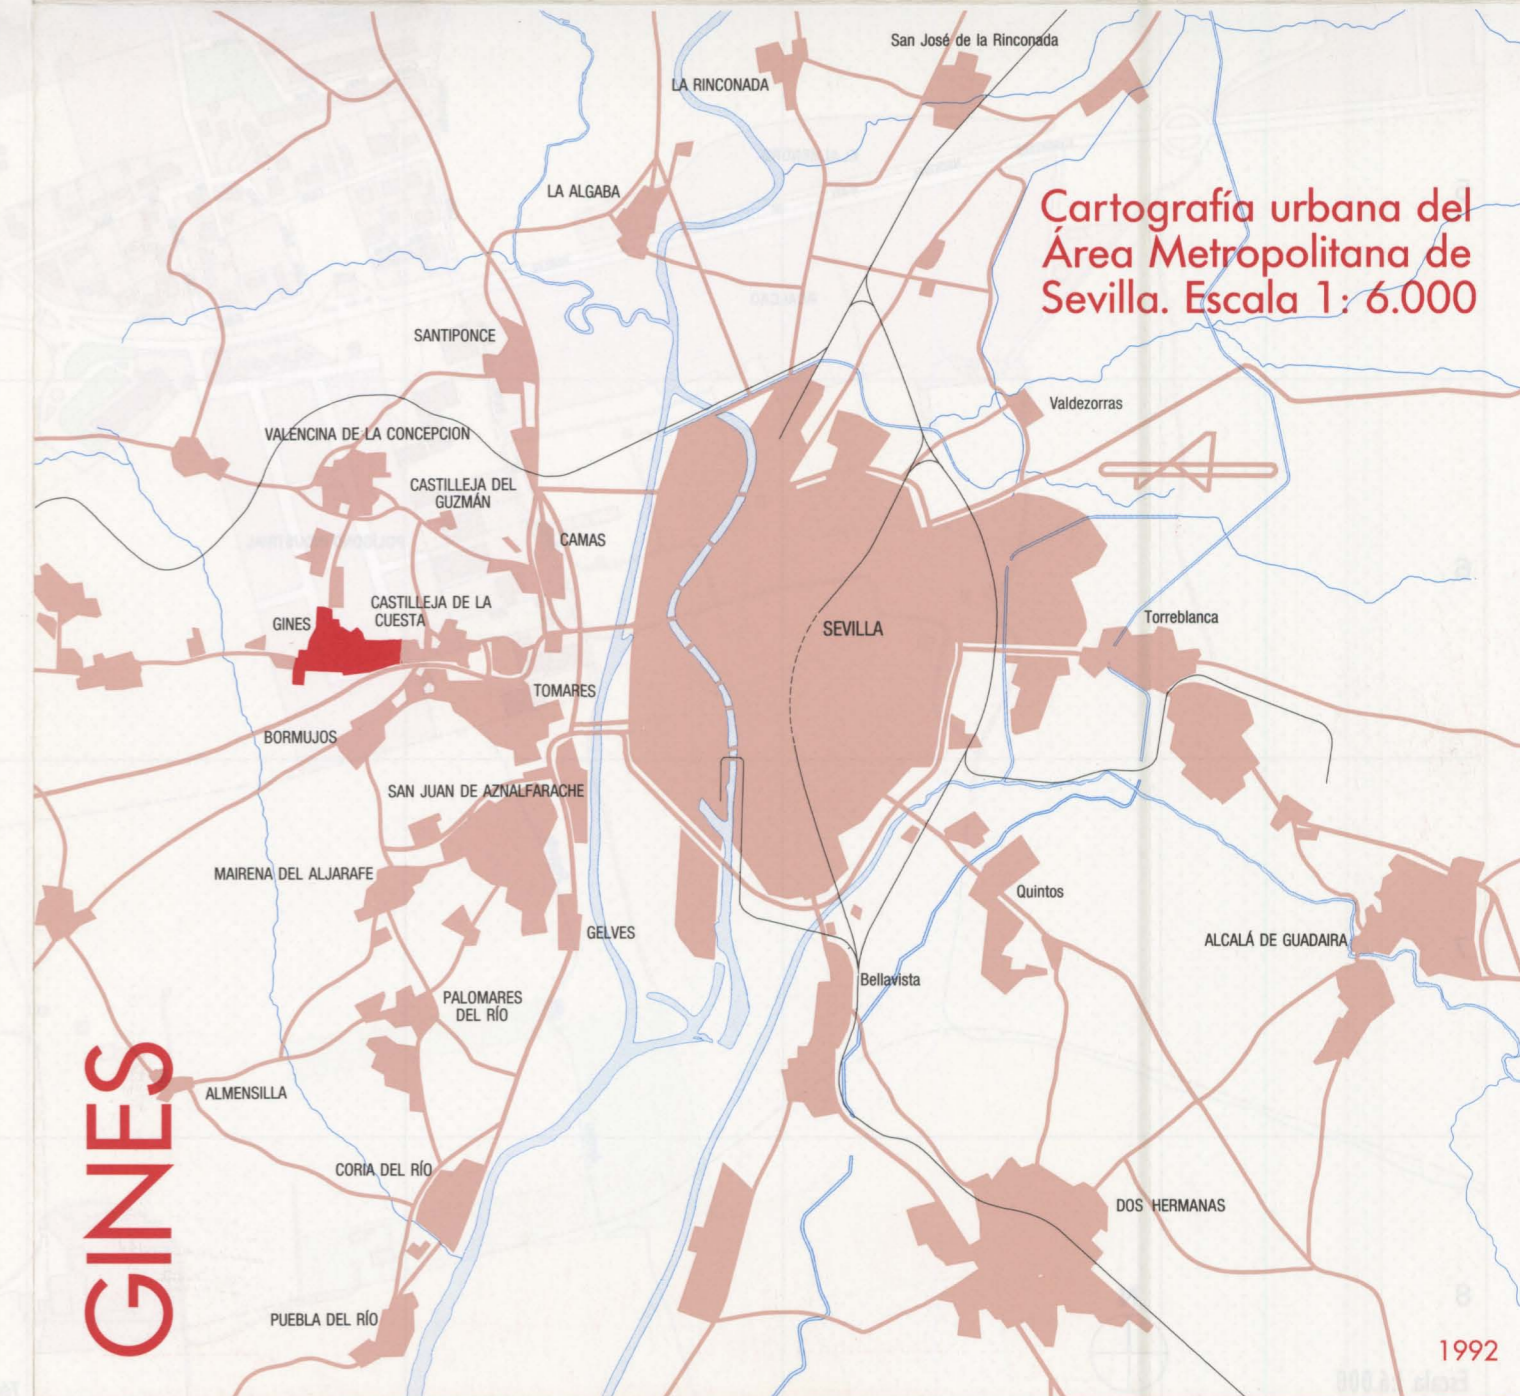 San José de la Rinconada
LA RINCONADA
LA ALGABA
Cartografía urbana del
Área Metropolitana de
Sevilla. Escala 1: 6.000
SANTIPONCE
Valdezorras
VALENCINA DE LA CONCEPCION
CASTILLEJA DEL
GUZMÁN
CAMAS
CASTILLEJA DE LA
CUESTA
GINES
SEVILLA
Torreblanca
TOMARES
BORMUJOS
SAN JUAN DE AZNALFARACHE
MAIRENA DEL ALJARAFE
Quintos
GELVES
ALCALÁ DE GUADAIRA
Bellavista
PALOMARES
DEL RÍO
ALMENSILLA
GINES
CORIA DEL RÍO
DOS HERMANAS
PUEBLA DEL RÍO
1992